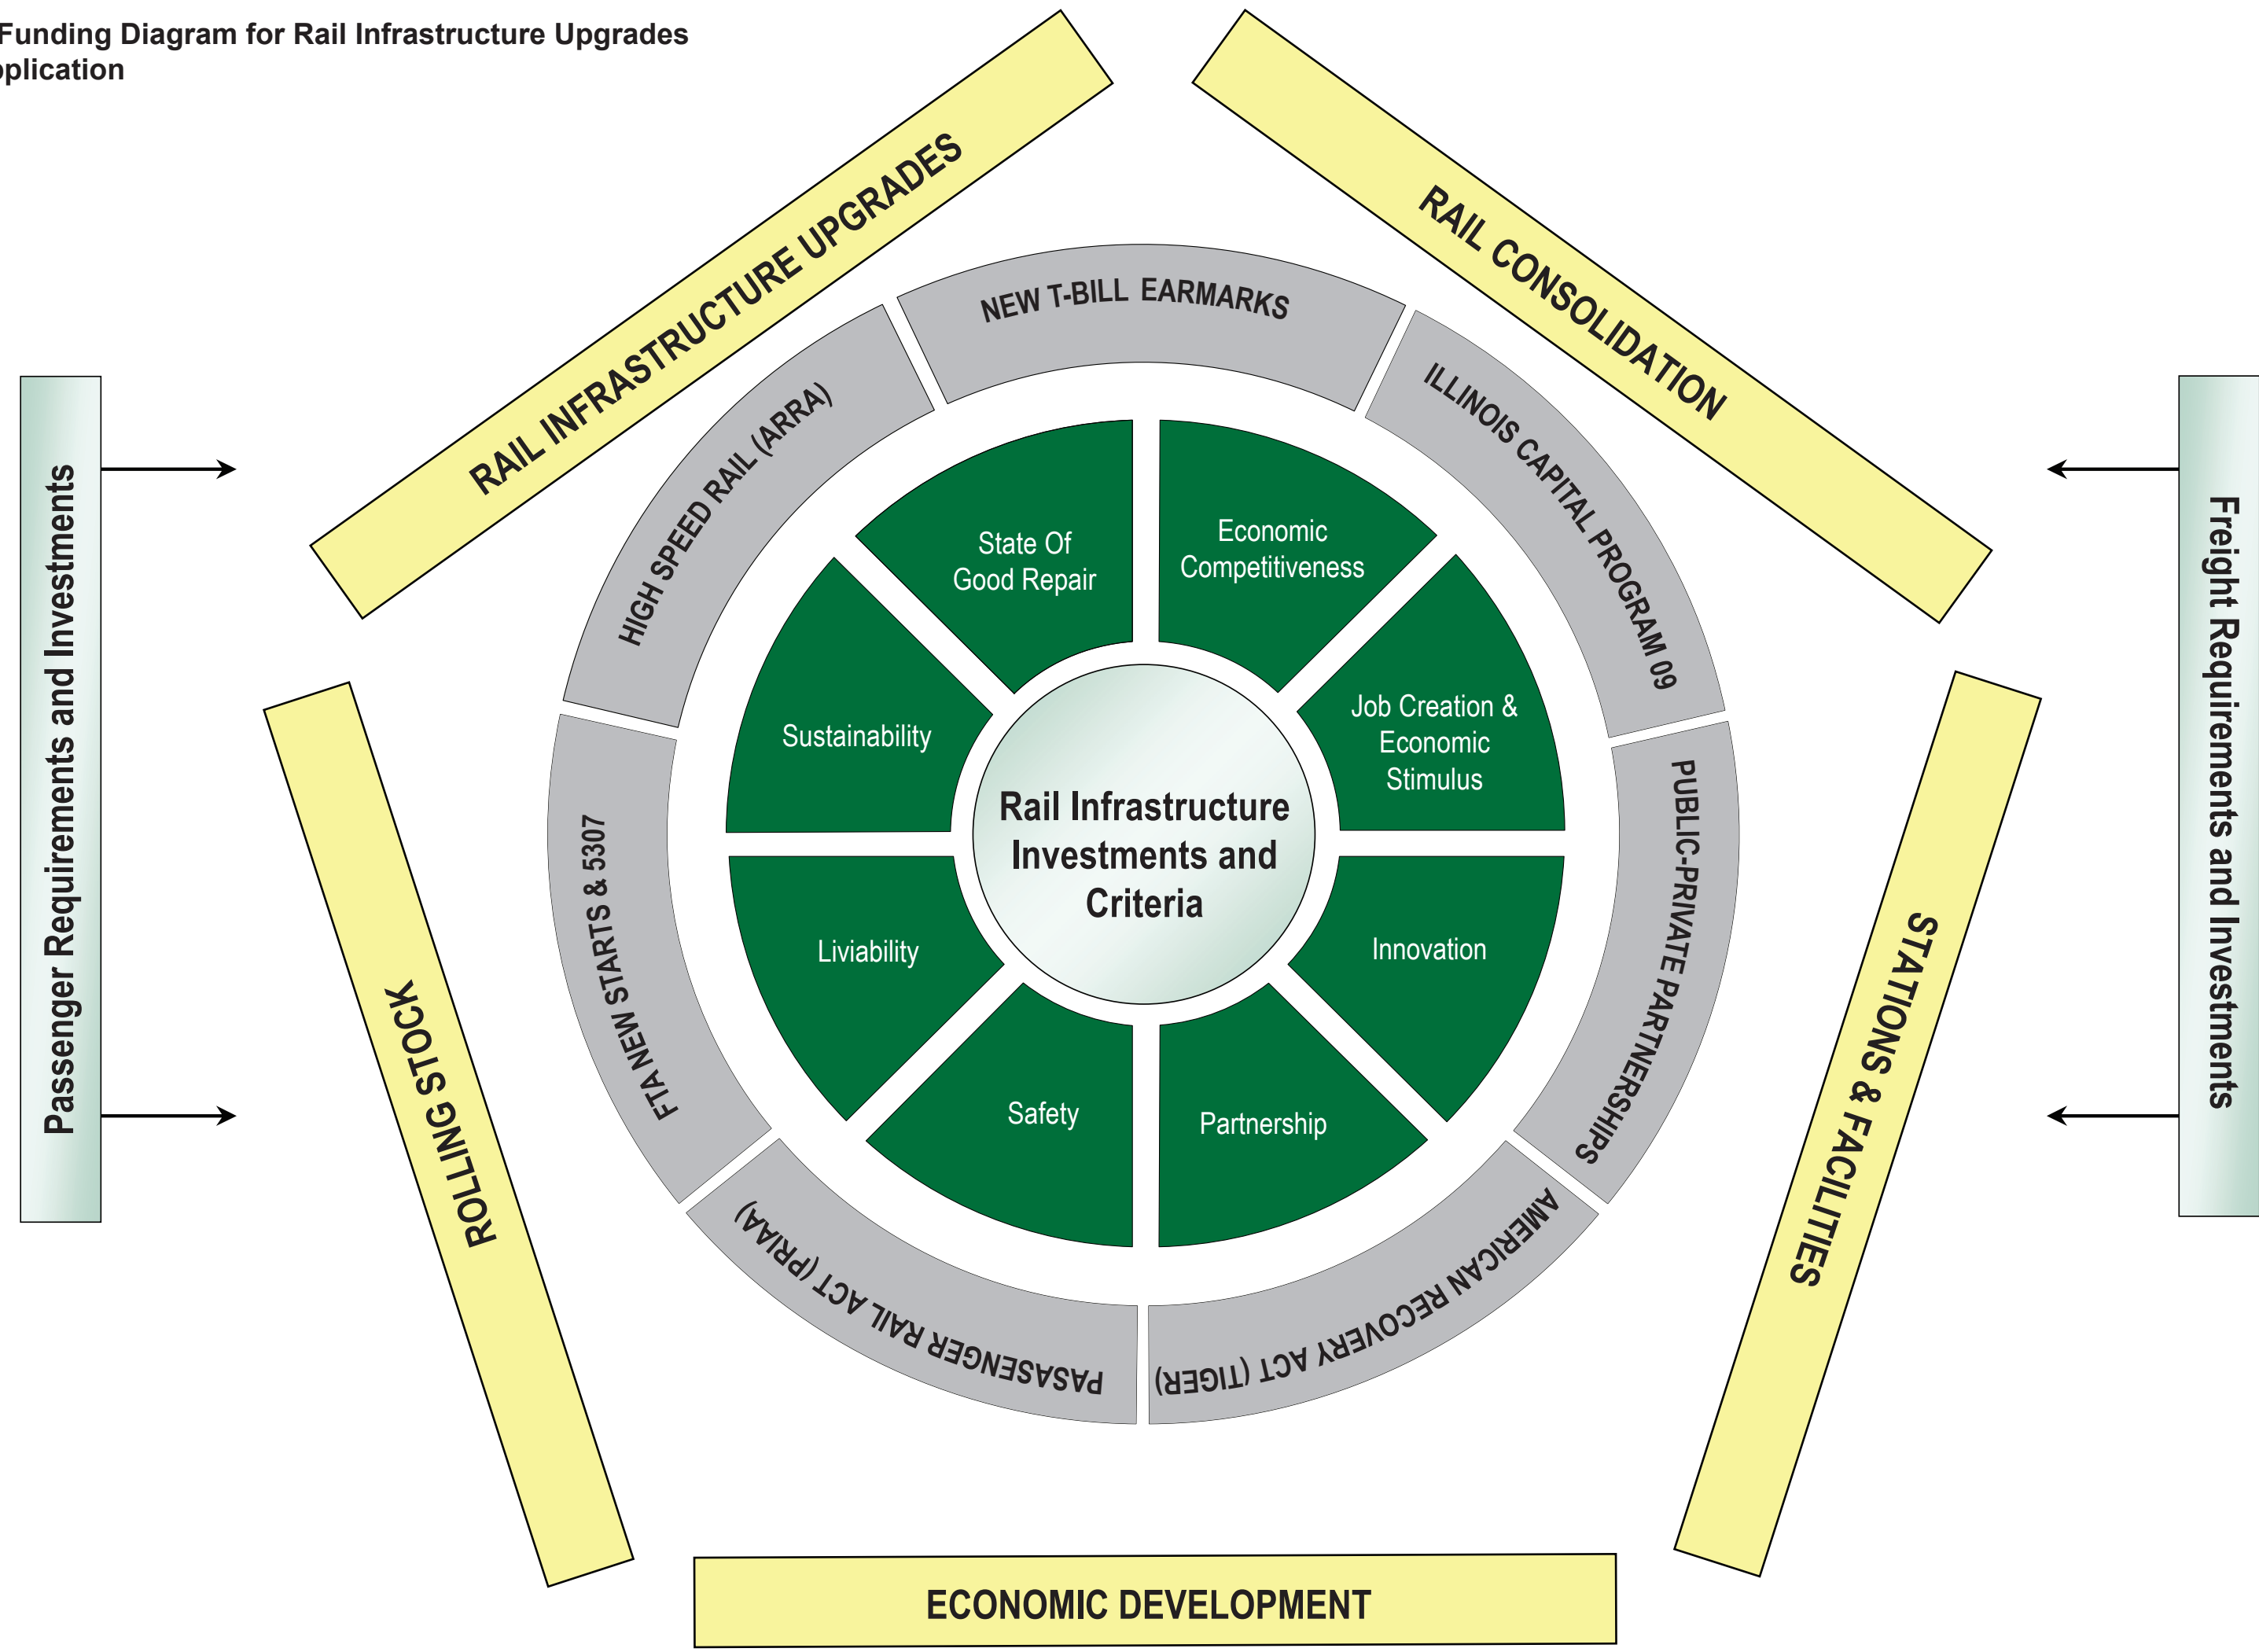 Funding Diagram for Rail Infrastructure Upgrades
plication
RAIL INFRASTRUCTURE UPGRADES
RAIL CONSOLIDATION
STATIONS & FACILITIES
ECONOMIC DEVELOPMENT
ROLLING STOCK
Passenger Requirements and Investments
Freight Requirements and Investments
NEW T-BILL EARMARKS
ILLINOIS CAPITAL PROGRAM 09
PUBLIC-PRIVATE PARTNERSHIPS
AMERICAN RECOVERY ACT (TIGER)
PASASENGER RAIL ACT (PRIAA)
FTA NEW STARTS & 5307
HIGH SPEED RAIL (ARRA)
State Of
Good Repair
Economic
Competitiveness
Job Creation &
Economic
Stimulus
Innovation
Partnership
Safety
Liviability
Sustainability
Rail Infrastructure
Investments and
Criteria